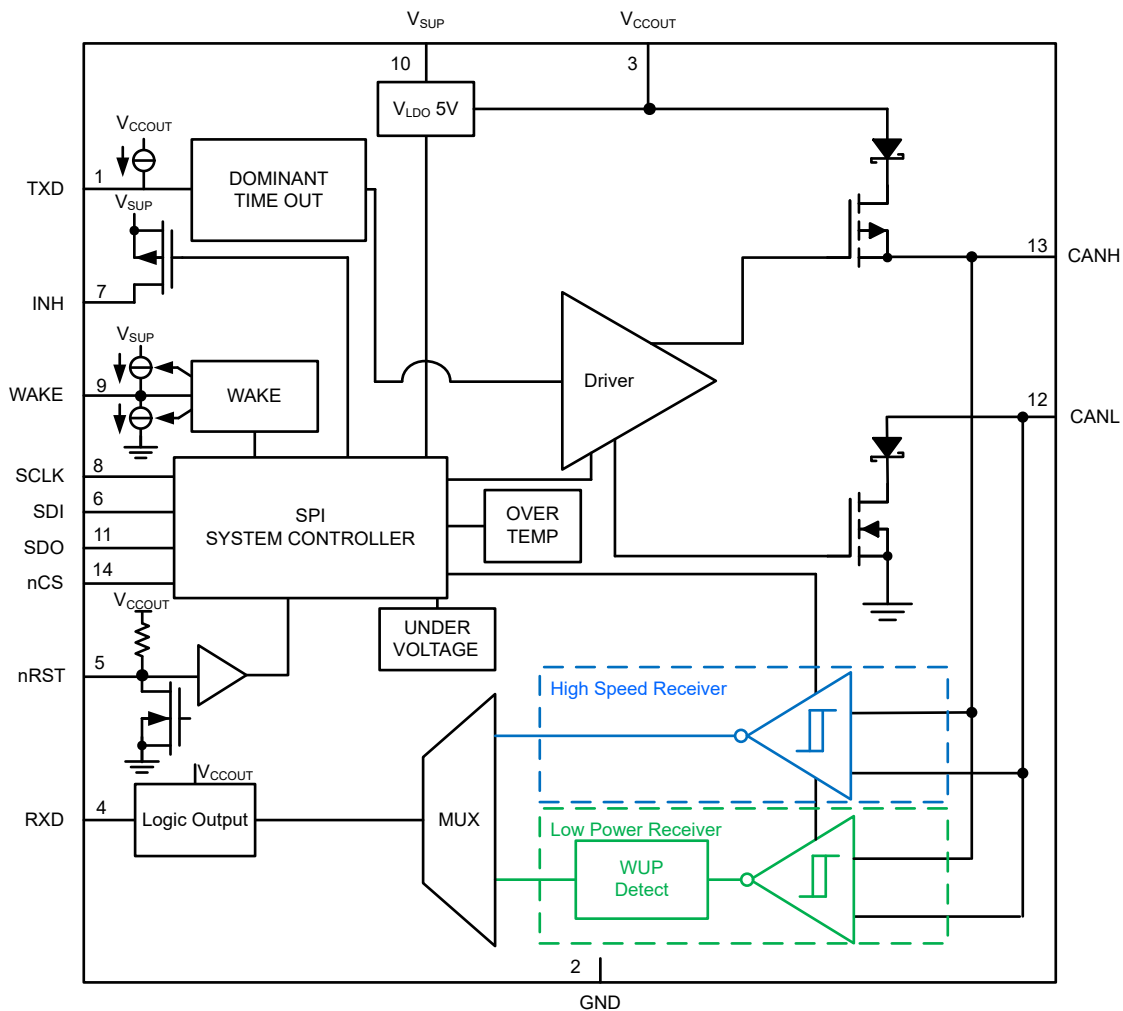 VSUP
VCCOUT
10
3
VLDO 5V
VCCOUT
TXD
1
DOMINANT
TIME OUT
VSUP
INH
7
13
CANH
VSUP
WAKE
9
WAKE
Driver
12
CANL
SCLK
8
SDI
6
SDO
11
nCS
14
SPI
SYSTEM CONTROLLER
OVER
TEMP
VCCOUT
UNDER
VOLTAGE
nRST
5
High Speed Receiver
VCCOUT
RXD
4
Logic Output
MUX
Low Power Receiver
WUP
Detect
2
GND